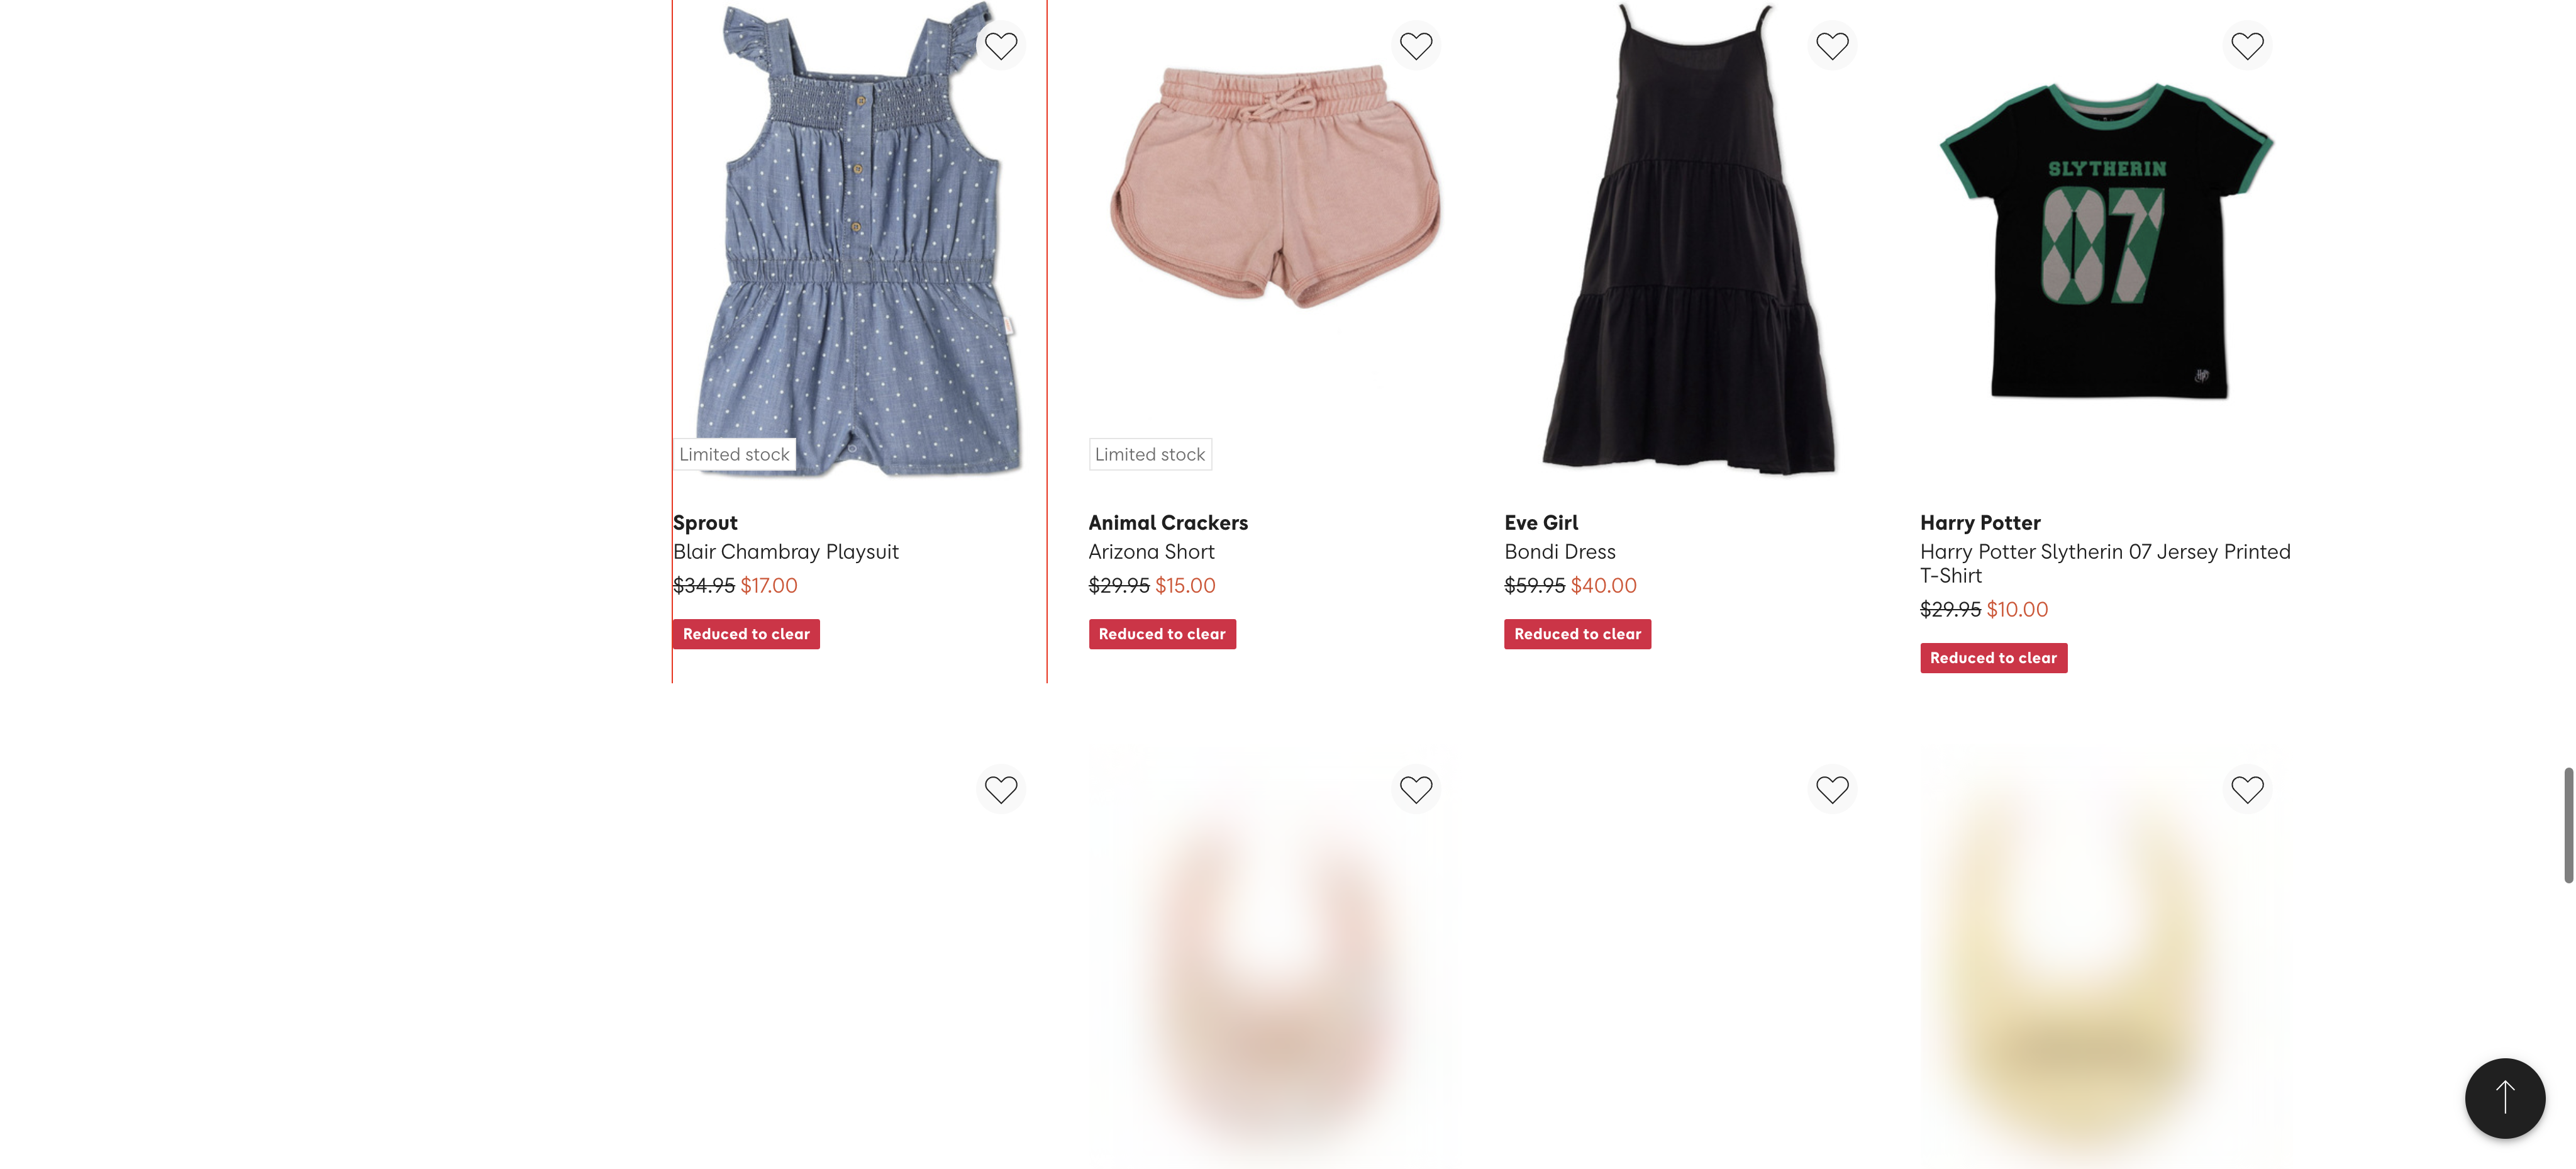 SLYTHERIN
07
Limited stock
Limited stock
Sprout
Blair Chambray Playsuit
$34.95 $17.00
Reduced to clear
Animal Crackers
Arizona Short
$29.95 $15.00
Reduced to clear
Eve Girl
Bondi Dress
$59.95 $40.00
Reduced to clear
Harry Potter
Harry Potter Slytherin 07 Jersey Printed
T-Shirt
$29.95 $10.00
Reduced to clear